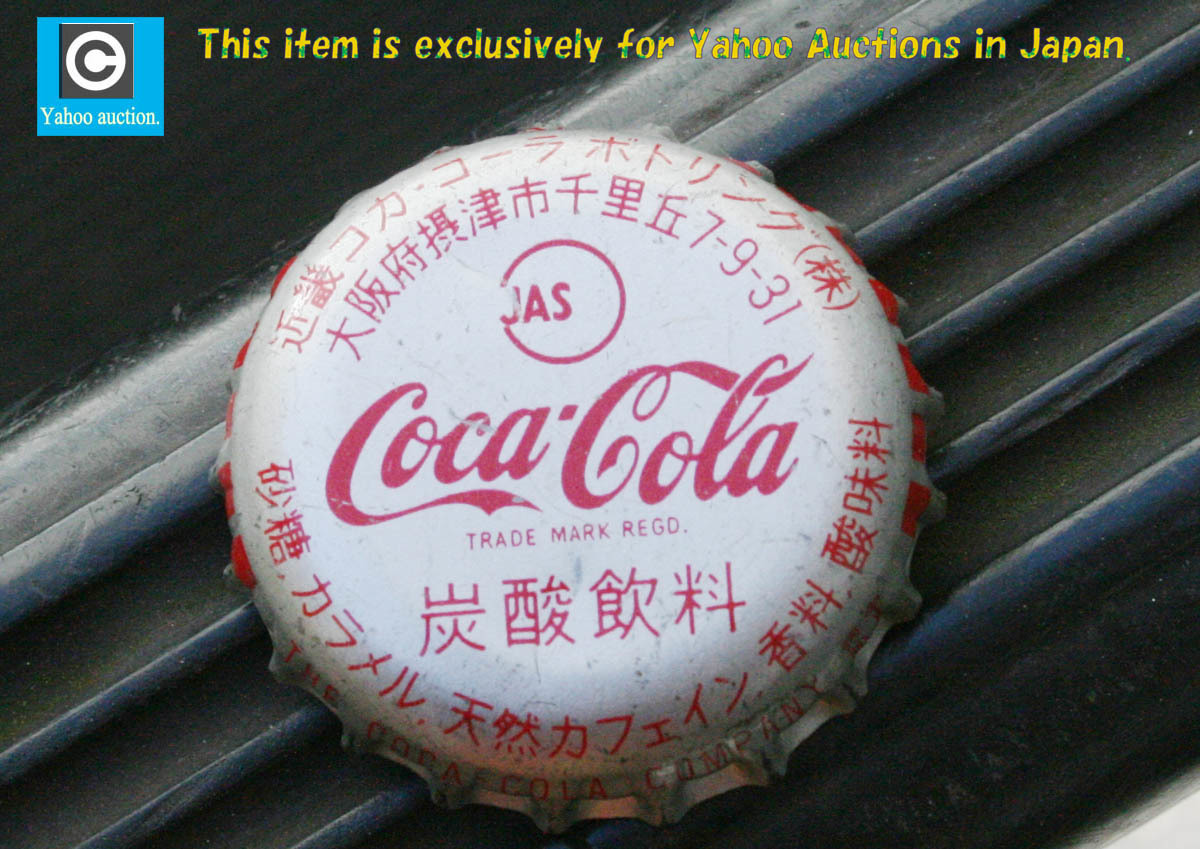 This item is exclusively for Yahoo Auctions in Japan.
C
Yahoo auction.
近畿コカ・コーラボトリング(株)
大阪府摂津市千里丘7-9-31
JAS
Coca-Cola
TRADE MARK REGD.
炭酸飲料
砂糖,カラメル,天然カフェイン,香料,酸味料
THE COCA-COLA COMPANY